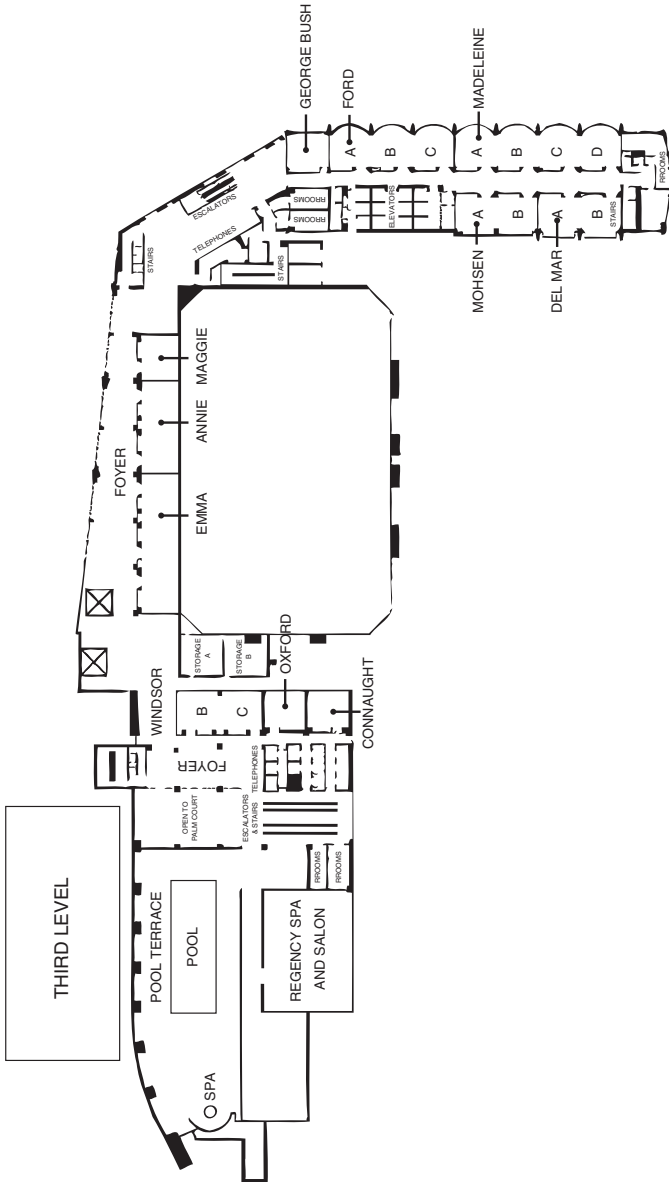 THIRD LEVEL
SPA
POOL TERRACE
POOL
REGENCY SPA
AND SALON
RROOMS
RROOMS
OPEN TO
PALM COURT
ESCALATORS
& STAIRS
FOYER
TELEPHONES
WINDSOR
B
C
OXFORD
CONNAUGHT
STORAGE
A
STORAGE
B
FOYER
EMMA
ANNIE
MAGGIE
STAIRS
TELEPHONES
ESCALATORS
STAIRS
RROOMS
RROOMS
ELEVATORS
GEORGE BUSH
FORD
A
B
C
MADELEINE
A
B
C
D
MOHSEN
A
B
DEL MAR
A
B
STAIRS
RROOMS